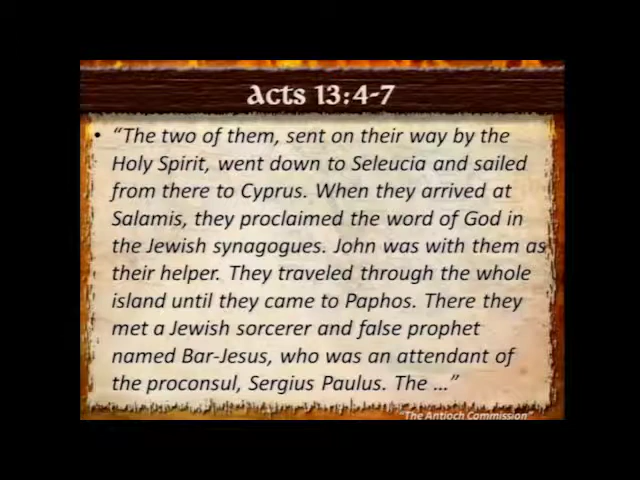 Acts 13:4-7
• “The two of them, sent on their way by the
Holy Spirit, went down to Seleucia and sailed
from there to Cyprus. When they arrived at
Salamis, they proclaimed the word of God in
the Jewish synagogues. John was with them as
their helper. They traveled through the whole
island until they came to Paphos. There they
met a Jewish sorcerer and false prophet
named Bar-Jesus, who was an attendant of
the proconsul, Sergius Paulus. The …”
"The Antioch Commission"